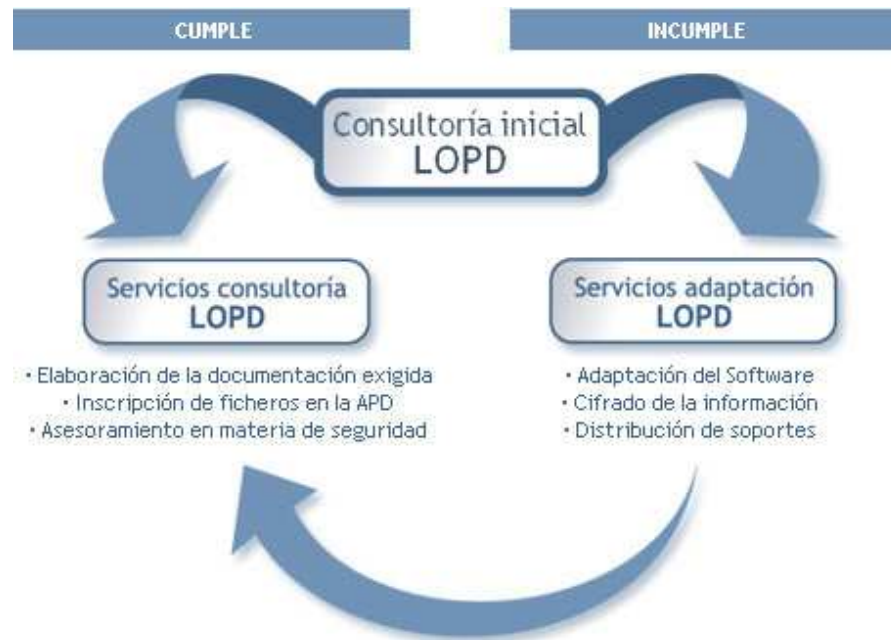 CUMPLE
INCUMPLE
Consultoría inicial
LOPD
Servicios consultoría
LOPD
• Elaboración de la documentación exigida
• Inscripción de ficheros en la APD
• Asesoramiento en materia de seguridad
Servicios adaptación
LOPD
• Adaptación del Software
• Cifrado de la información
• Distribución de soportes